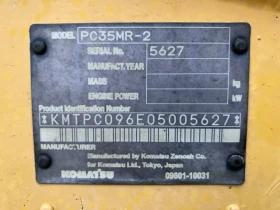 MODEL PC35MR-2
SERIAL No. 5627
MANUFACT.YEAR
MASS kg
ENGINE POWER kW
Product Identification Number
*KMTPC096E05005627*
MANUFACTURER
Manufactured by Komatsu Zenoah Co.
for Komatsu Ltd., Tokyo, Japan
KOMATSU 09601-10031